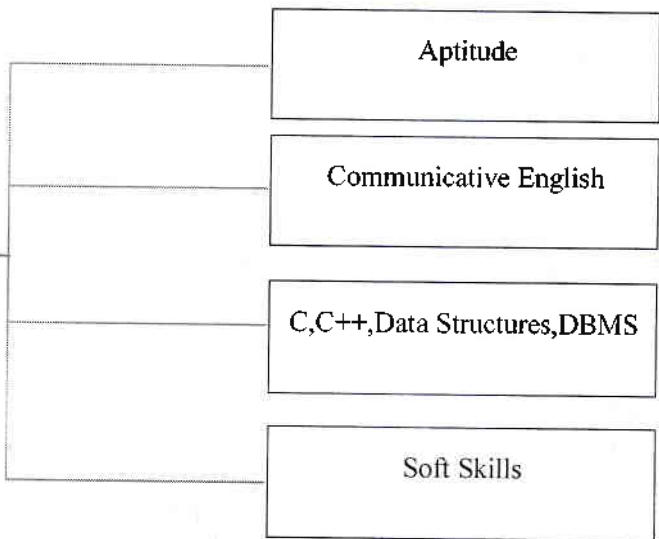 Aptitude
Communicative English
C,C++,Data Structures,DBMS
Soft Skills